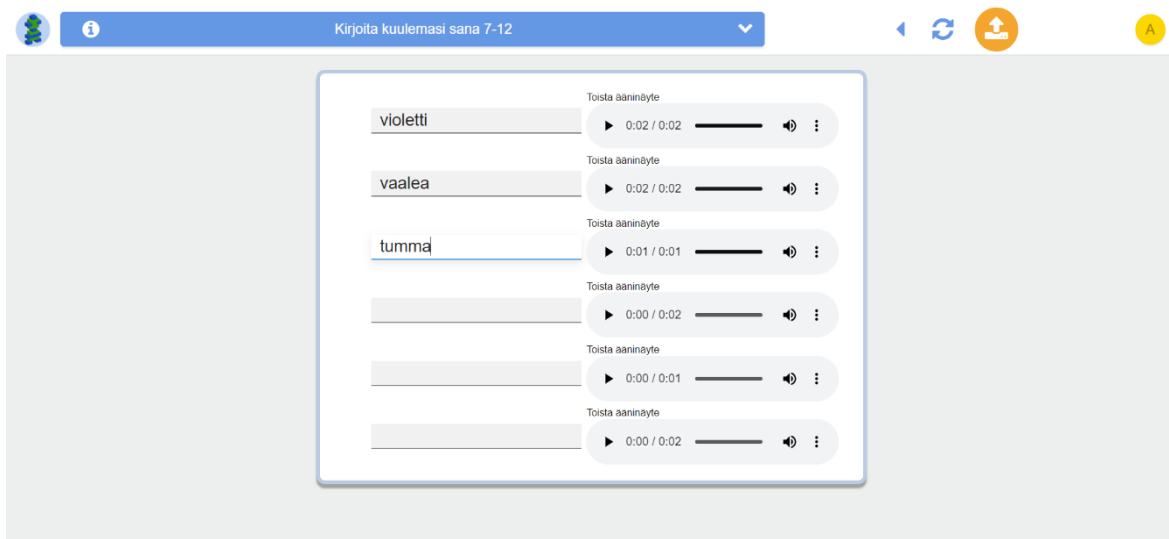 Kirjoita kuulemasi sana 7-12
A
Toista ääninäyte
violetti
0:02 / 0:02
Toista ääninäyte
vaalea
0:02 / 0:02
Toista ääninäyte
tumma
0:01 / 0:01
Toista ääninäyte
0:00 / 0:02
Toista ääninäyte
0:00 / 0:01
Toista ääninäyte
0:00 / 0:02